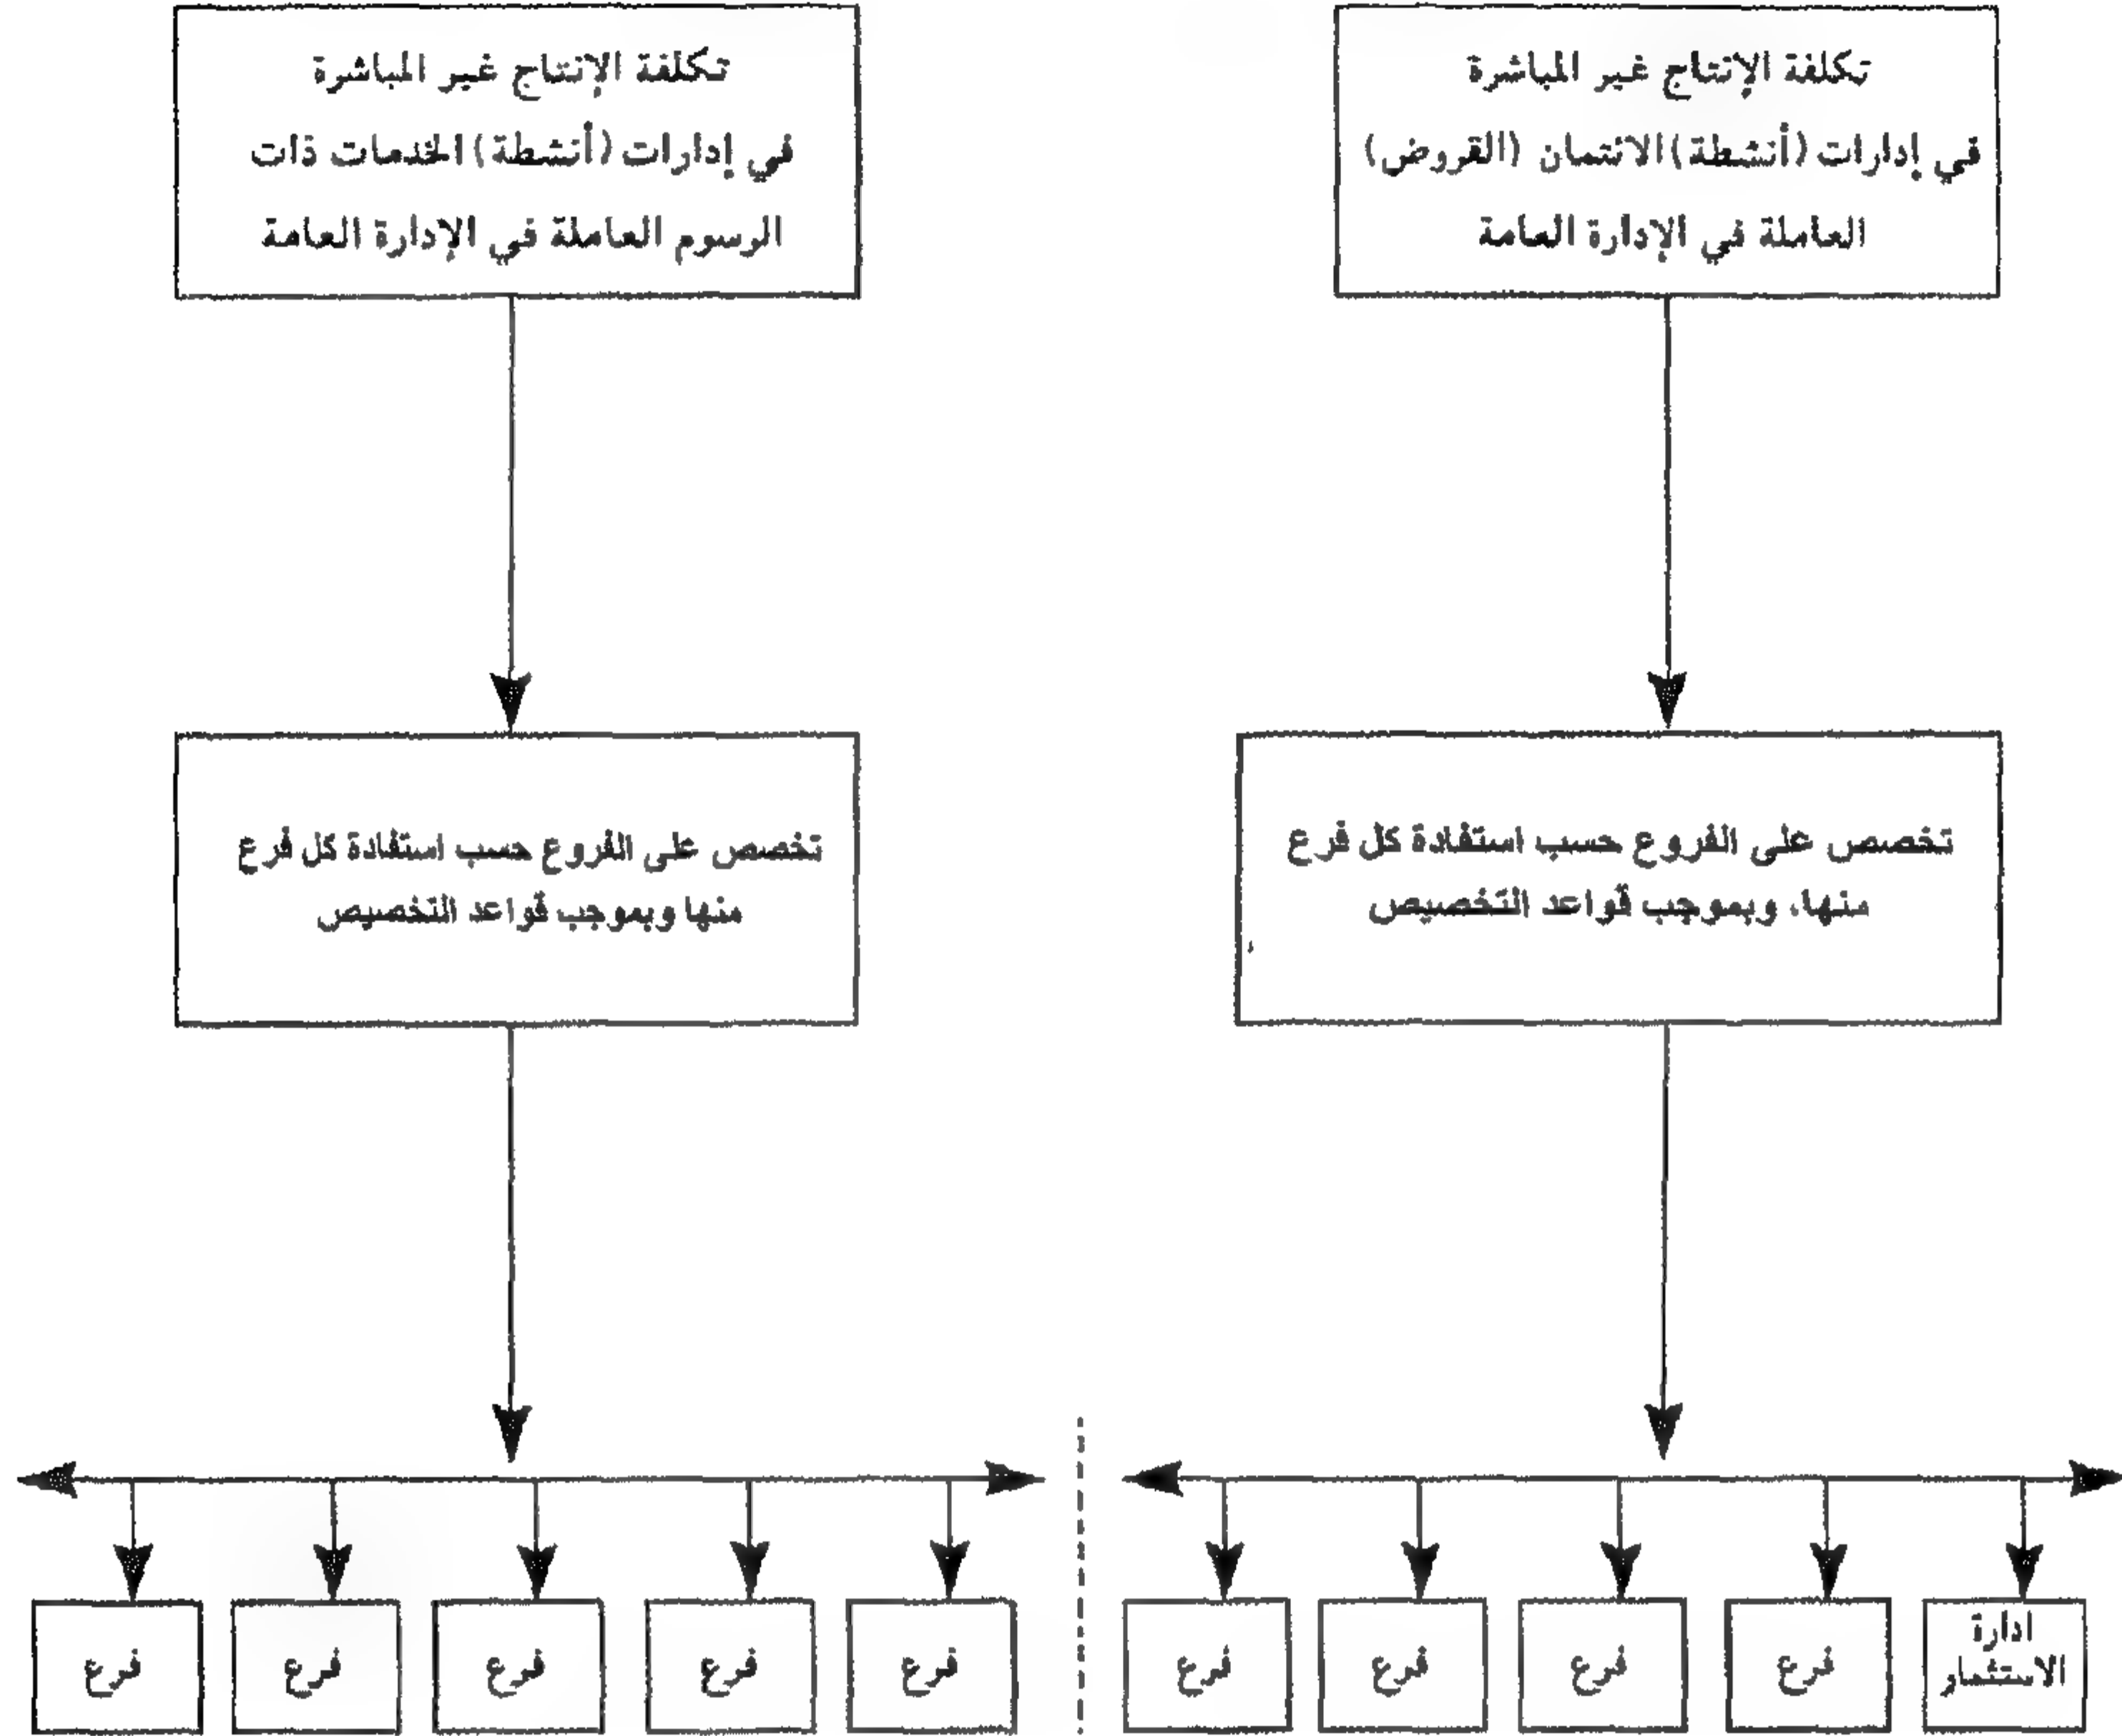 تكلفة الإنتاج غير المباشرة
في إدارات (أنشطة) الائتمان (القروض)
العاملة في الإدارة العامة
تكلفة الإنتاج غير المباشرة
في إدارات (أنشطة) الخدمات ذات
الرسوم العاملة في الإدارة العامة
تخصص على الفروع حسب استفادة كل فرع
منها، وبموجب قواعد التخصيص
تخصص على الفروع حسب استفادة كل فرع
منها وبموجب قواعد التخصيص
ادارة
الاستثمار
فرع
فرع
فرع
فرع
فرع
فرع
فرع
فرع
فرع